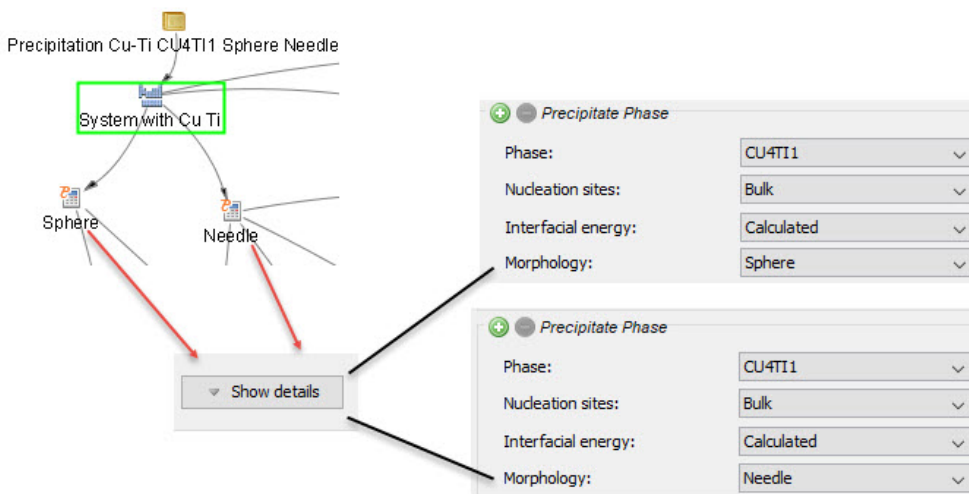 Precipitation Cu-Ti CU4TI1 Sphere Needle
System with Cu Ti
Sphere
Needle
Show details
Precipitate Phase
Phase: CU4TI1
Nucleation sites: Bulk
Interfacial energy: Calculated
Morphology: Sphere
Precipitate Phase
Phase: CU4TI1
Nucleation sites: Bulk
Interfacial energy: Calculated
Morphology: Needle